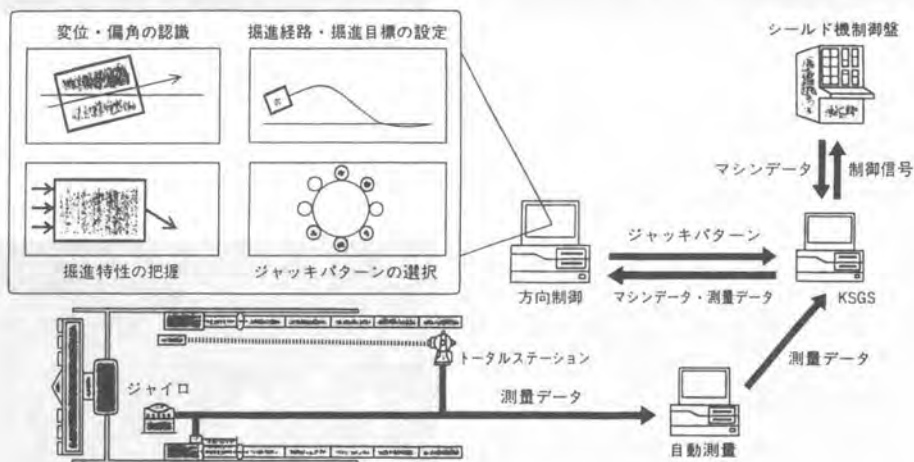 変位・偏角の認識
掘進経路・掘進目標の設定
掘進特性の把握
ジャッキパターンの選択
シールド機制御盤
マシンデータ
制御信号
ジャッキパターン
方向制御
マシンデータ・測量データ
KSGS
トータルステーション
測量データ
ジャイロ
測量データ
自動測量